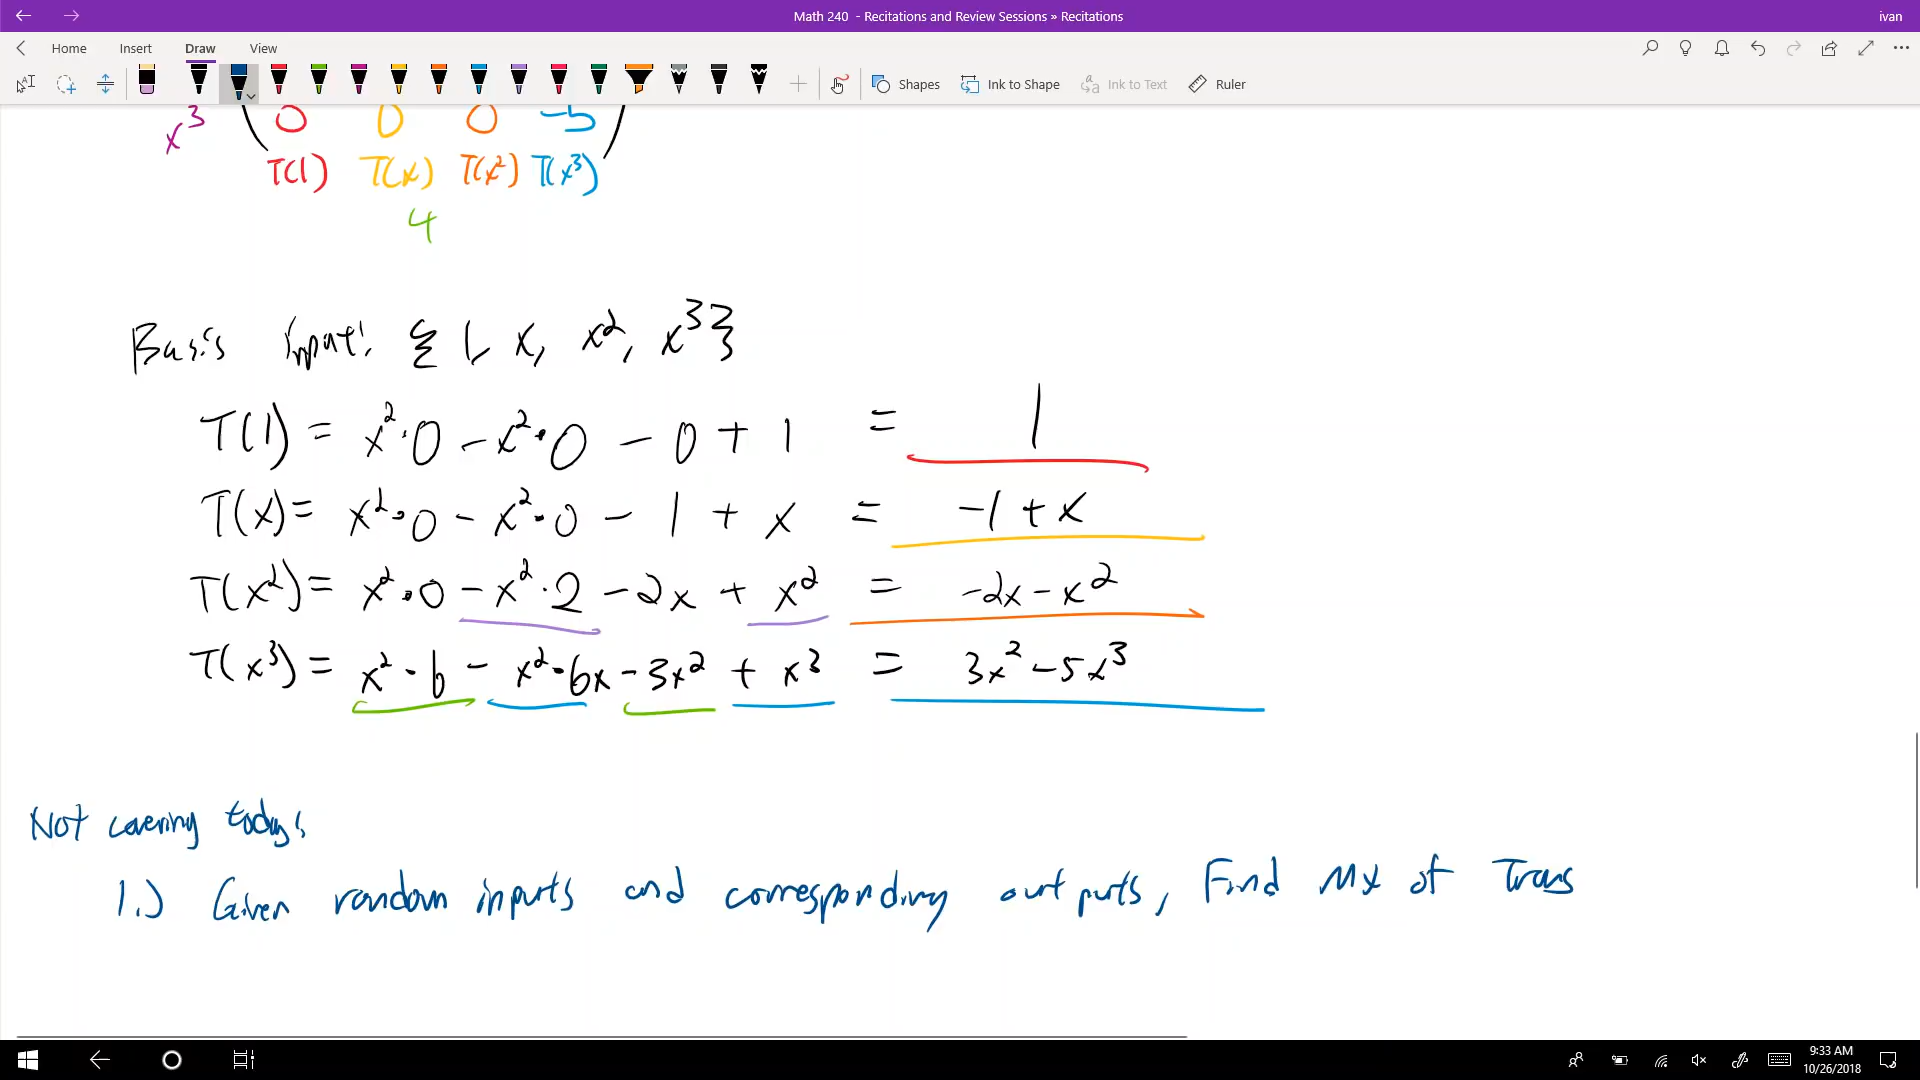 Math 240 - Recitations and Review Sessions » Recitations
ivan
Home Insert Draw View
Shapes Ink to Shape Ink to Text Ruler
x³ 0 0 0 -5
T(1) T(x) T(x²) T(x³)
4
Basis input: { 1, x, x², x³}
T(1) = x²·0 - x²·0 - 0 + 1 = 1
T(x) = x²·0 - x²·0 - 1 + x = -1 + x
T(x²) = x²·0 - x²·2 - 2x + x² = -2x - x²
T(x³) = x²·6 - x²·6x - 3x² + x³ = 3x² - 5x³
Not covering today:
1.) Given random inputs and corresponding outputs, Find Mx of Trans
9:33 AM
10/26/2018